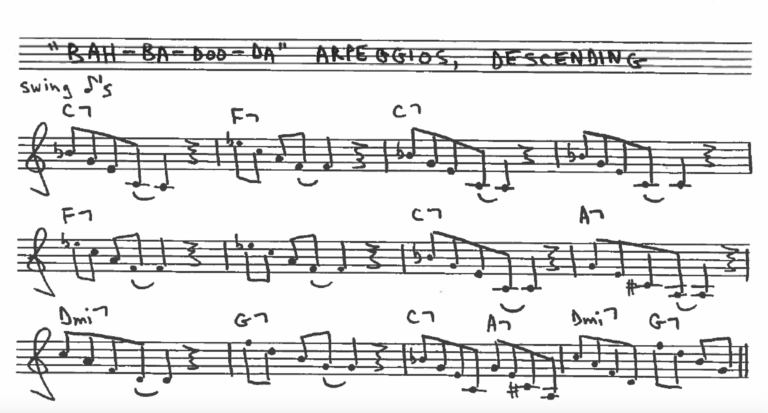 "BAH-BA-DOO-DA" ARPEGGIOS, DESCENDING
swing ♫'s
C7 F7 C7
F7 C7 A7
Dmi7 G7 C7 A7 Dmi7 G7